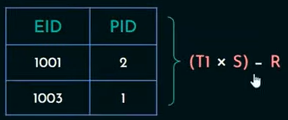 EID PID
1001 2
(T1 × S) - R
1003 1